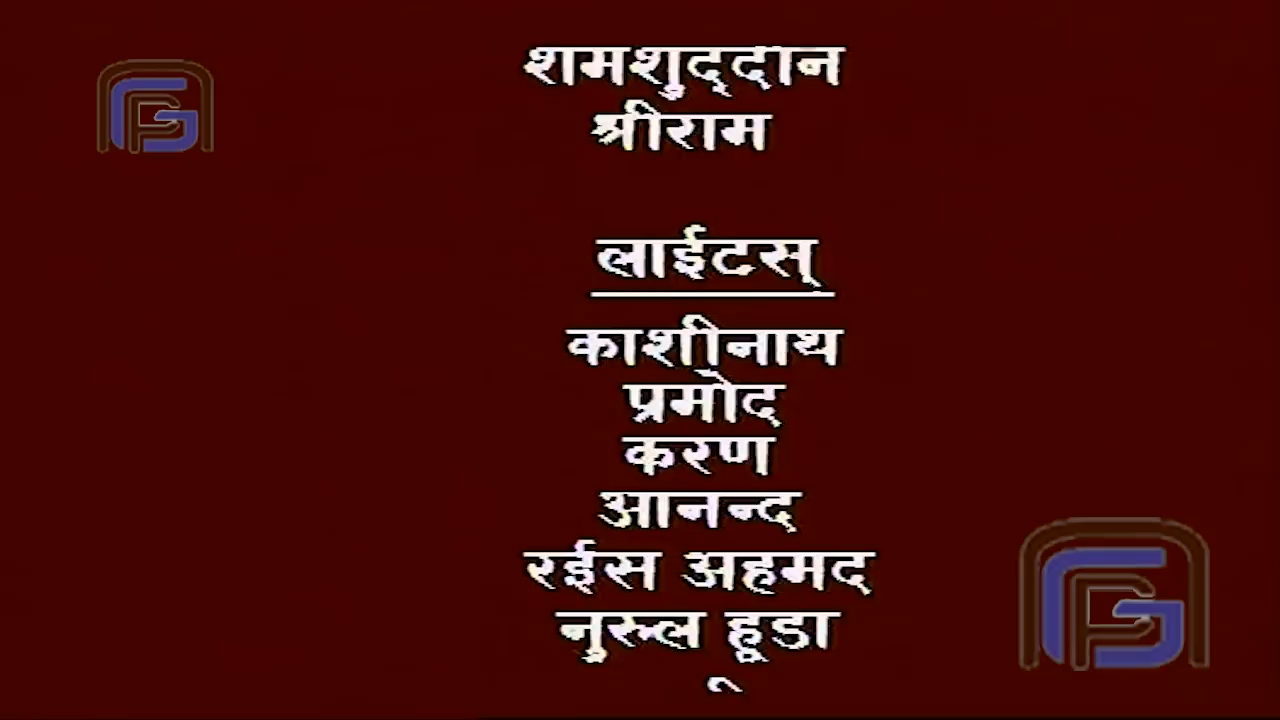 शमशुद्दीन
श्रीराम
लाईटस्
काशीनाथ
प्रमोद
करण
आनन्द
रईस अहमद
नुरुल हूडा